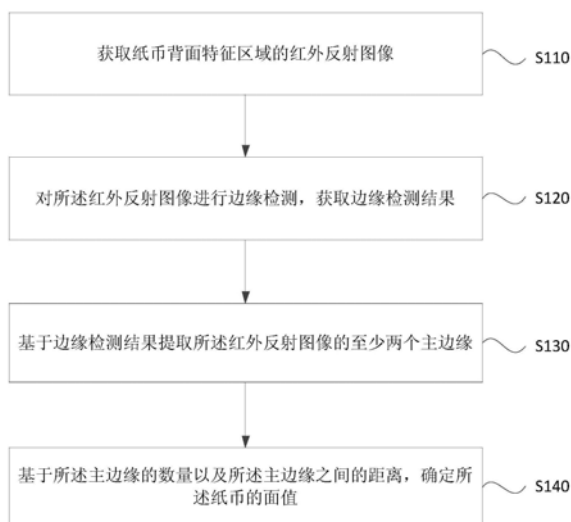 获取纸币背面特征区域的红外反射图像
S110
对所述红外反射图像进行边缘检测，获取边缘检测结果
S120
基于边缘检测结果提取所述红外反射图像的至少两个主边缘
S130
基于所述主边缘的数量以及所述主边缘之间的距离，确定所
述纸币的面值
S140